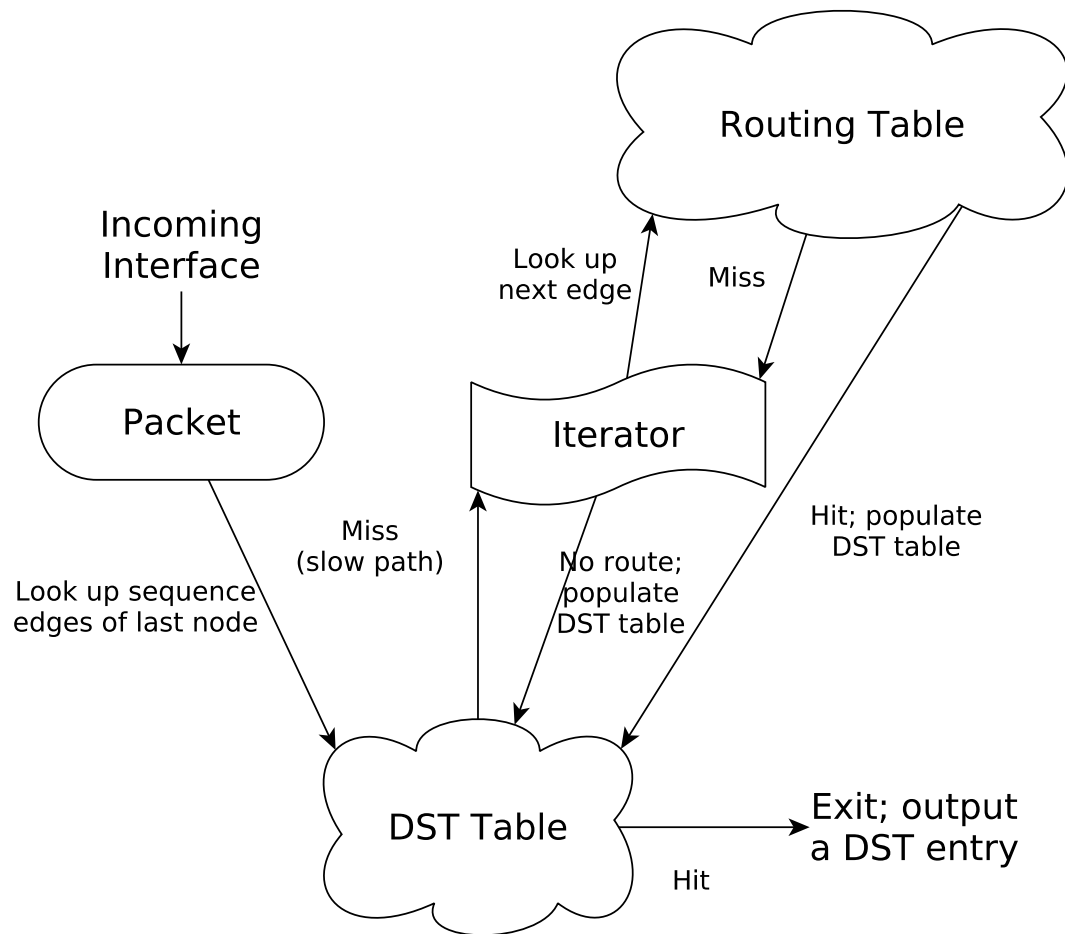 Routing Table
Incoming
Interface
Look up
next edge
Miss
Packet
Iterator
Hit; populate
DST table
Miss
(slow path)
No route;
populate
DST table
Look up sequence
edges of last node
DST Table
Exit; output
a DST entry
Hit